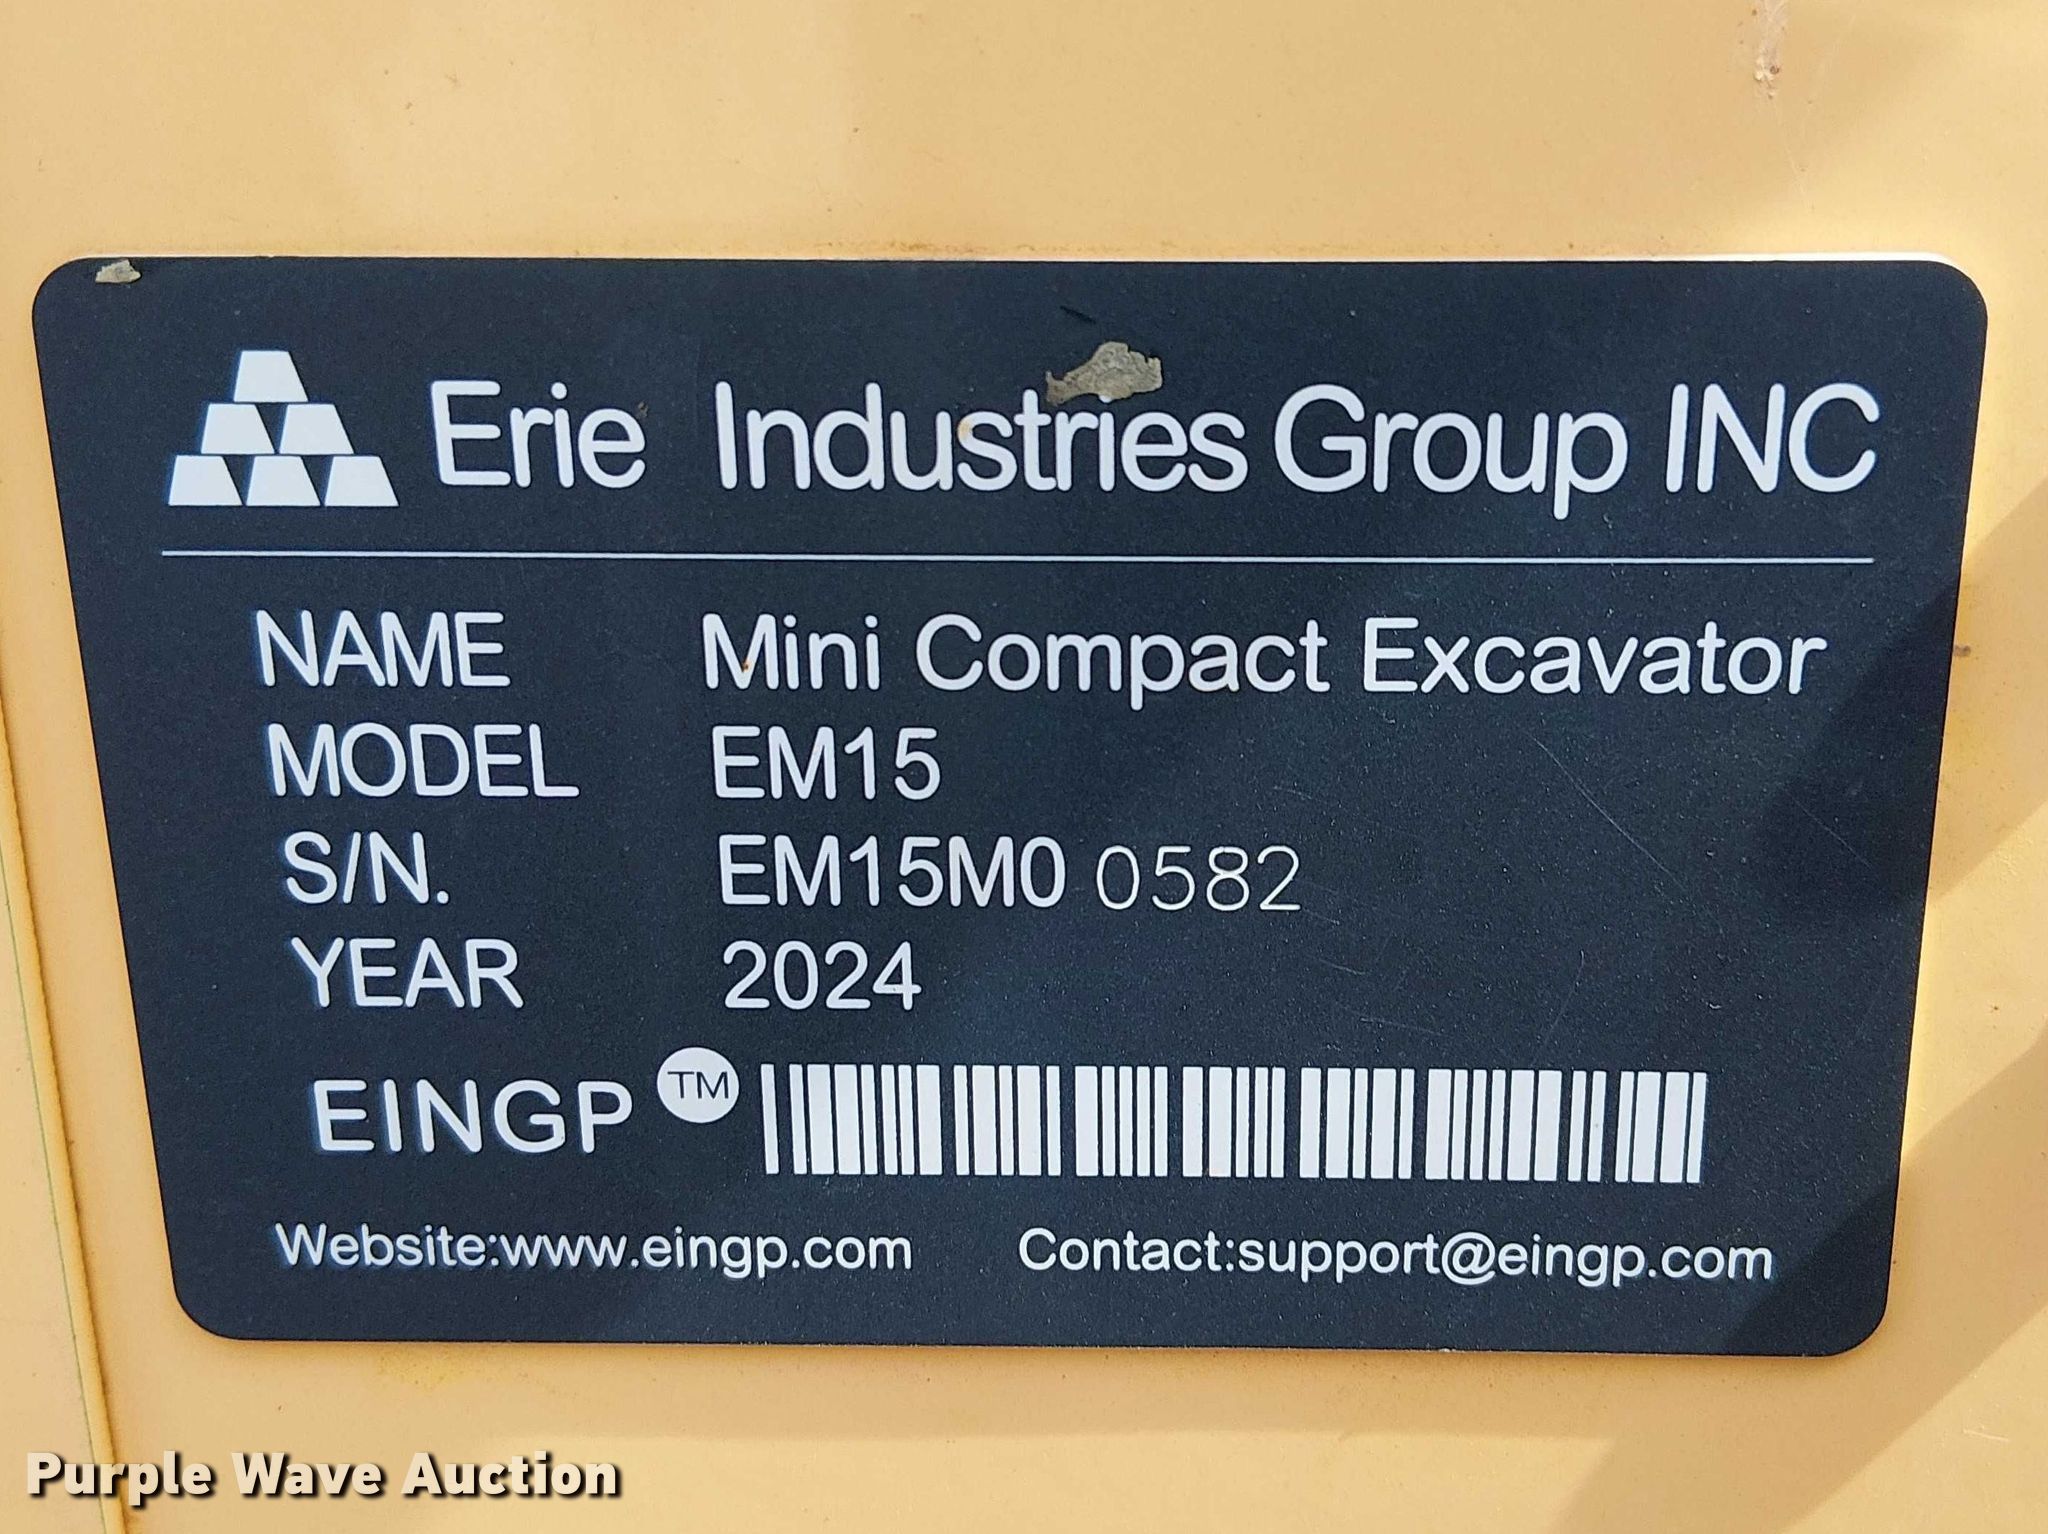 Erie Industries Group INC
NAME Mini Compact Excavator
MODEL EM15
S/N. EM15M0 0582
YEAR 2024
EINGP TM
Website:www.eingp.com Contact:support@eingp.com
Purple Wave Auction